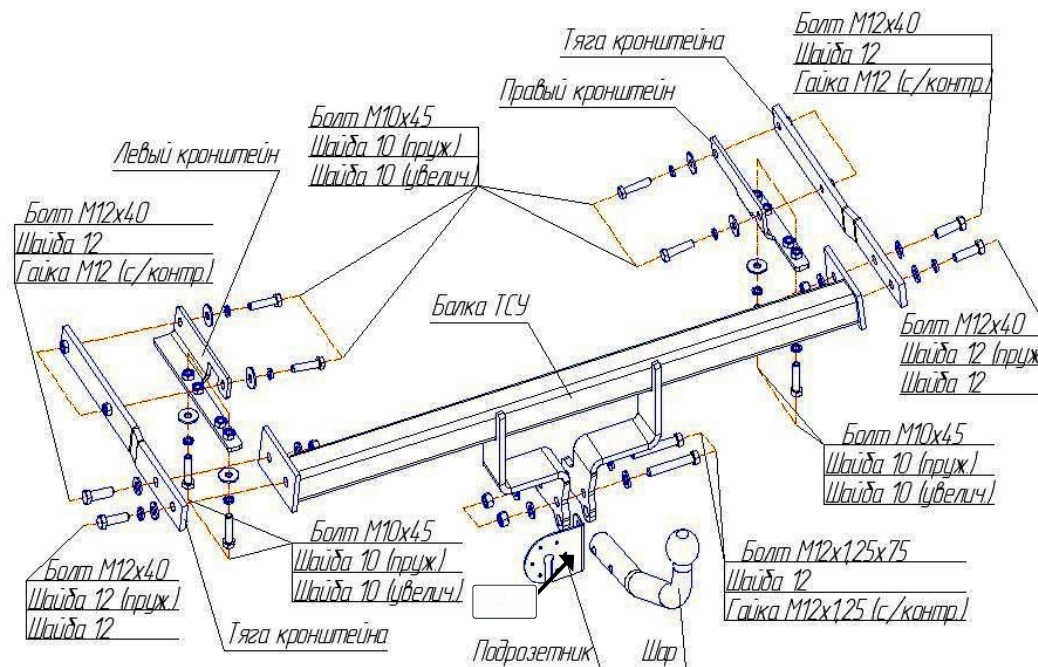 Тяга кронштейна
Болт М12х40
Шайба 12
Гайка М12 (с/контр.)
Правый кронштейн
Болт М10х45
Шайба 10 (пруж.)
Шайба 10 (увелич.)
Левый кронштейн
Болт М12х40
Шайба 12
Гайка М12 (с/контр.)
Балка ТСУ
Болт М12х40
Шайба 12 (пруж.)
Шайба 12
Болт М10х45
Шайба 10 (пруж.)
Шайба 10 (увелич.)
Болт М10х45
Шайба 10 (пруж.)
Шайба 10 (увелич.)
Болт М12х1,25х75
Шайба 12
Гайка М12х1,25 (с/контр.)
Болт М12х40
Шайба 12 (пруж.)
Шайба 12
Тяга кронштейна
Подрозетник
Шар